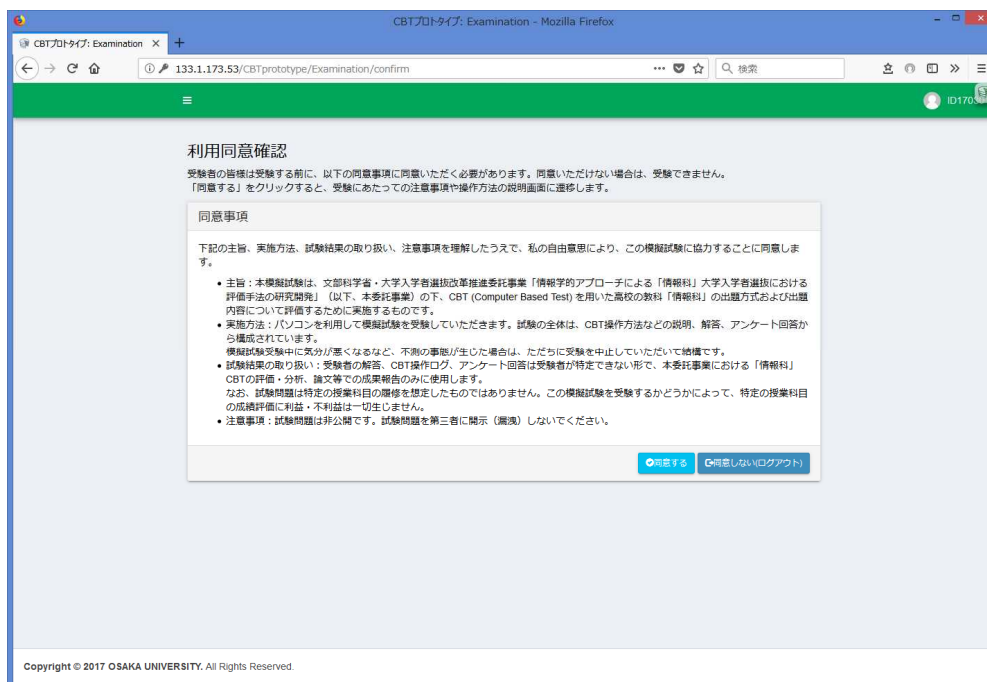 CBTプロトタイプ: Examination - Mozilla Firefox
CBTプロトタイプ: Examination
133.1.173.53/CBTprototype/Examination/confirm
検索
利用同意確認
受験者の皆様は受験する前に、以下の同意事項に同意いただく必要があります。同意いただけない場合は、受験できません。
「同意する」をクリックすると、受験にあたっての注意事項や操作方法の説明画面に遷移します。
同意事項
下記の主旨、実施方法、試験結果の取り扱い、注意事項を理解したうえで、私の自由意思により、この模擬試験に協力することに同意しま
す。
• 主旨：本模擬試験は、文部科学省・大学入学者選抜改革推進委託事業「情報学的アプローチによる「情報科」大学入学者選抜における
評価手法の研究開発」（以下、本委託事業）の下、CBT (Computer Based Test) を用いた高校の教科「情報科」の出題方式および出題
内容について評価するために実施するものです。
• 実施方法：パソコンを利用して模擬試験を受験していただきます。試験の全体は、CBT操作方法などの説明、解答、アンケート回答か
ら構成されています。
模擬試験受験中に気分が悪くなるなど、不測の事態が生じた場合は、ただちに受験を中止していただいて結構です。
• 試験結果の取り扱い：受験者の解答、CBT操作ログ、アンケート回答は受験者が特定できない形で、本委託事業における「情報科」
CBTの評価・分析、論文等での成果報告のみに使用します。
なお、試験問題は特定の授業科目の履修を想定したものではありません。この模擬試験を受験するかどうかによって、特定の授業科目
の成績評価に利益・不利益は一切生じません。
• 注意事項：試験問題は非公開です。試験問題を第三者に開示（漏洩）しないでください。
同意する 同意しない(ログアウト)
Copyright © 2017 OSAKA UNIVERSITY. All Rights Reserved.